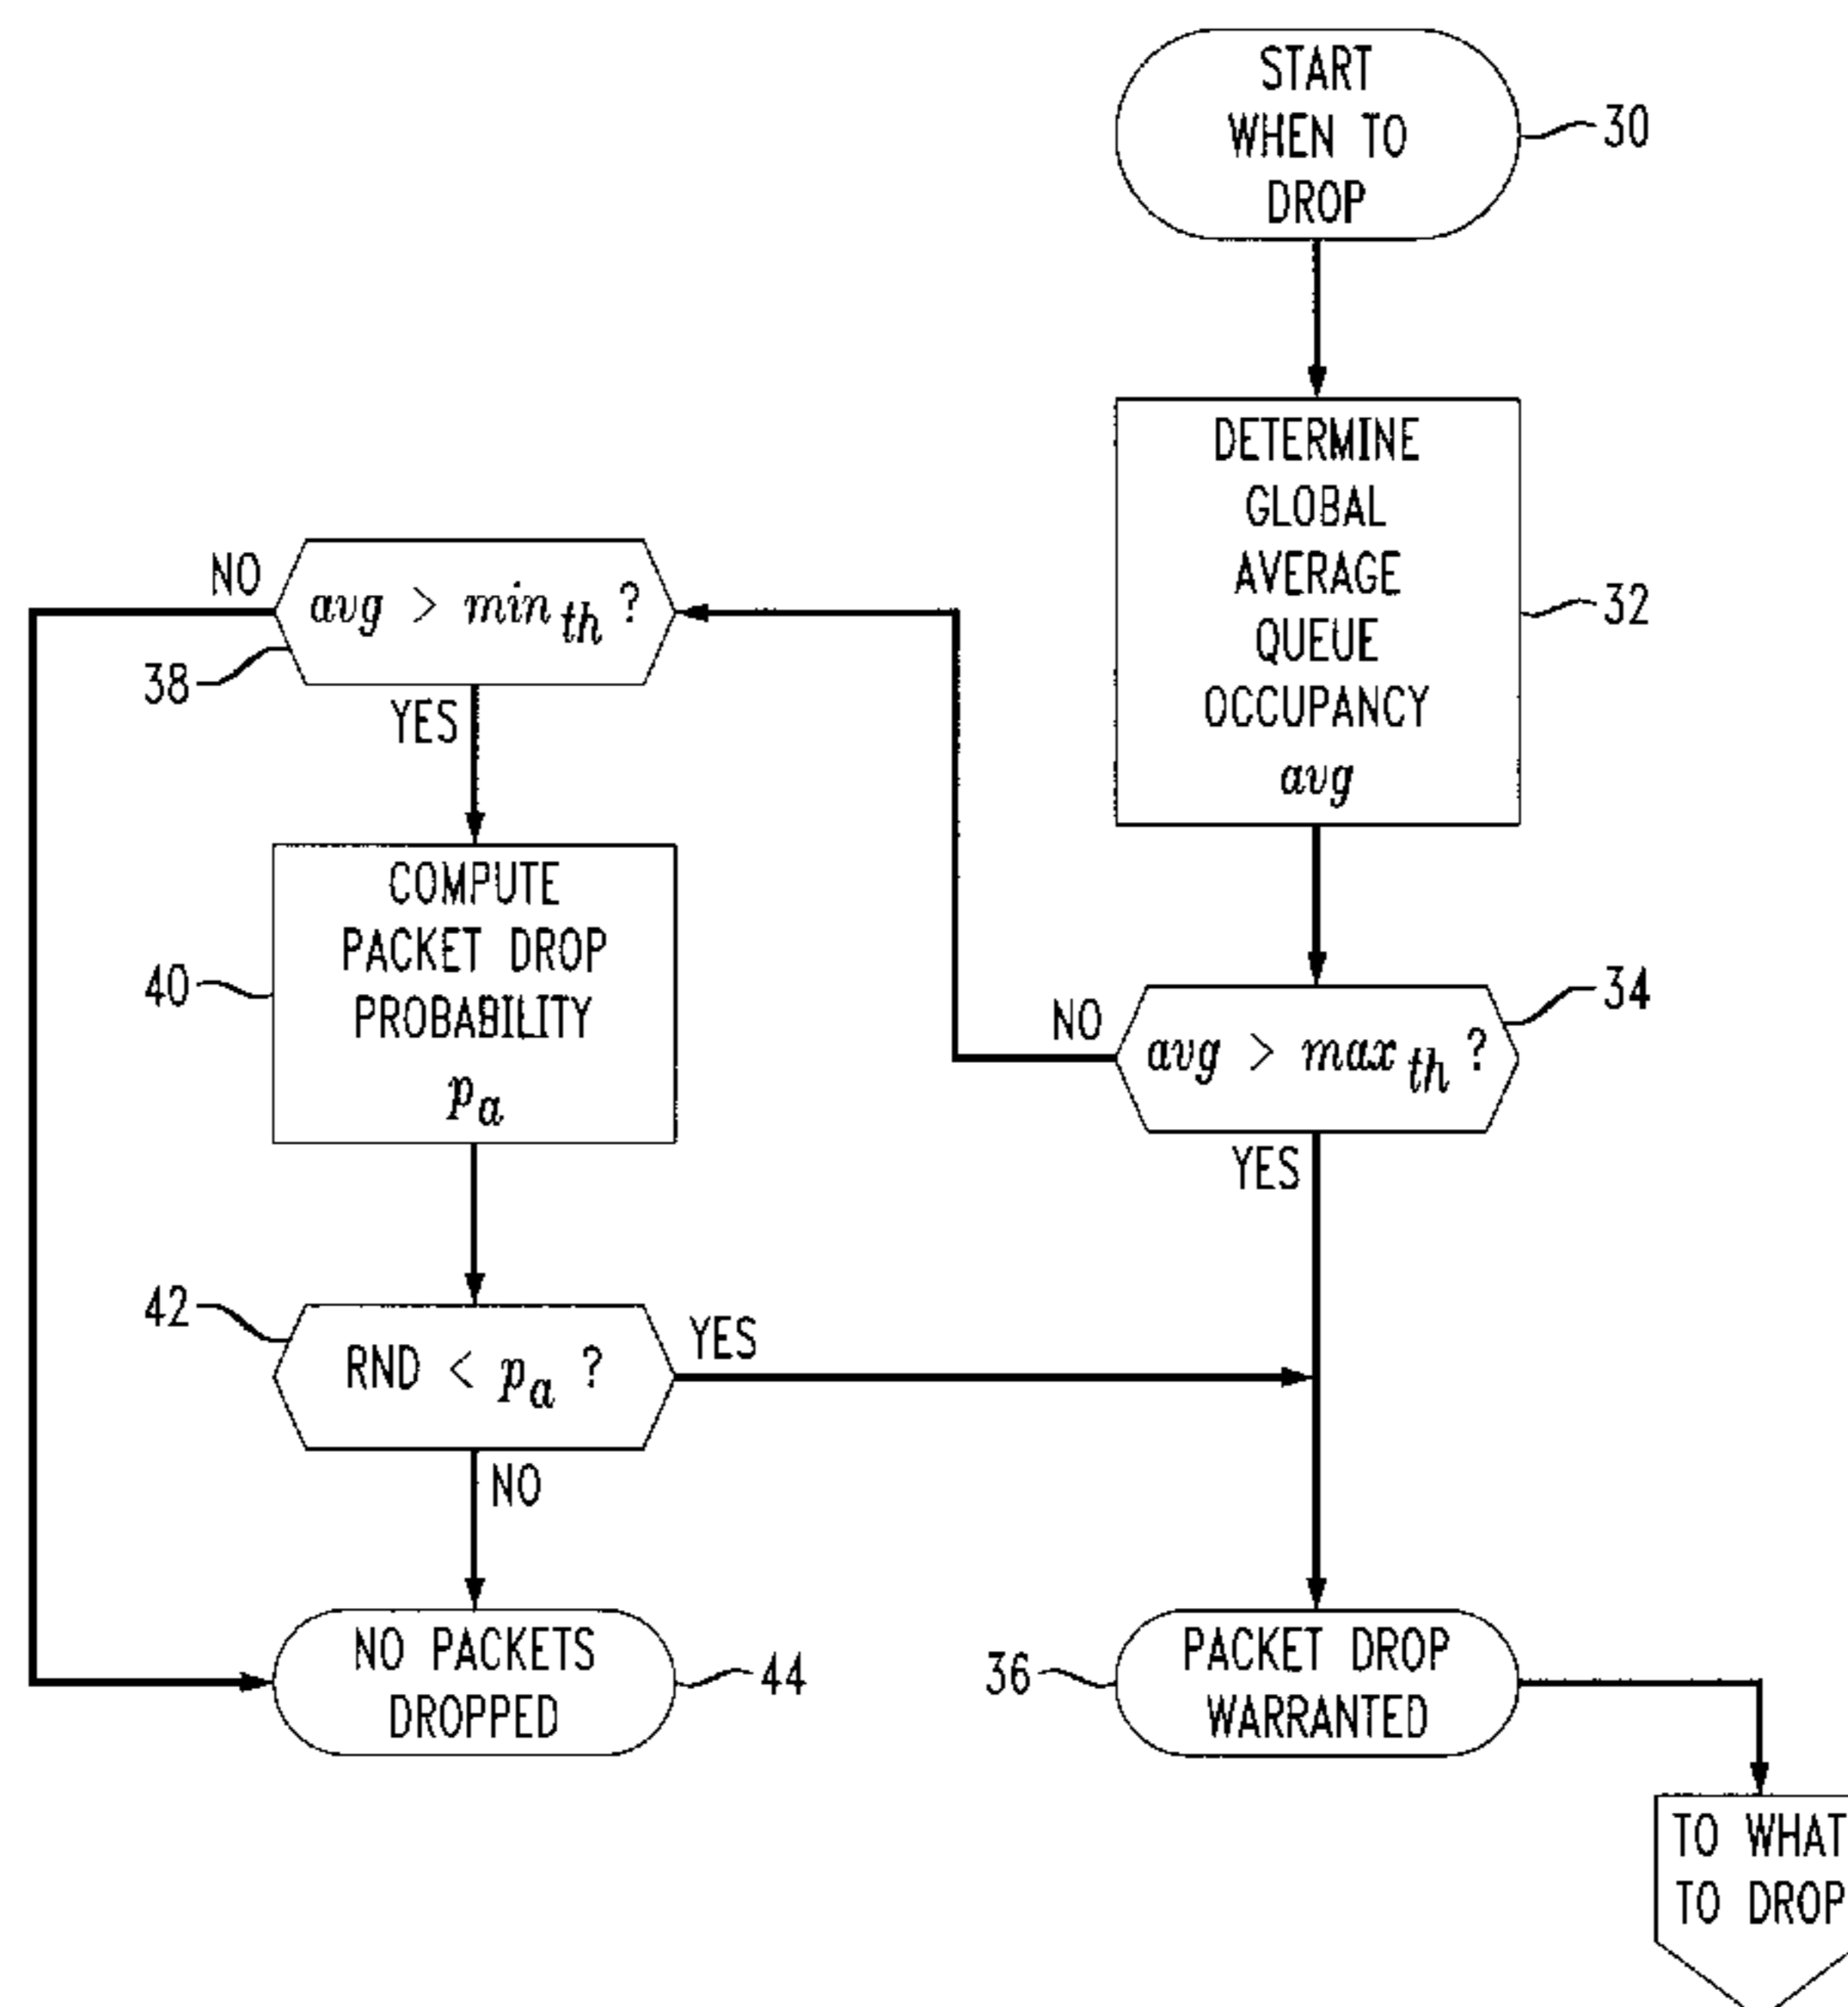 START
WHEN TO
DROP
30
DETERMINE
GLOBAL
AVERAGE
QUEUE
OCCUPANCY
avg
32
avg > max th ?
34
NO
YES
avg > min th ?
NO
38
YES
COMPUTE
PACKET DROP
PROBABILITY
p a
40
42
RND < p a ?
YES
NO
NO PACKETS
DROPPED
44
36
PACKET DROP
WARRANTED
TO WHAT
TO DROP